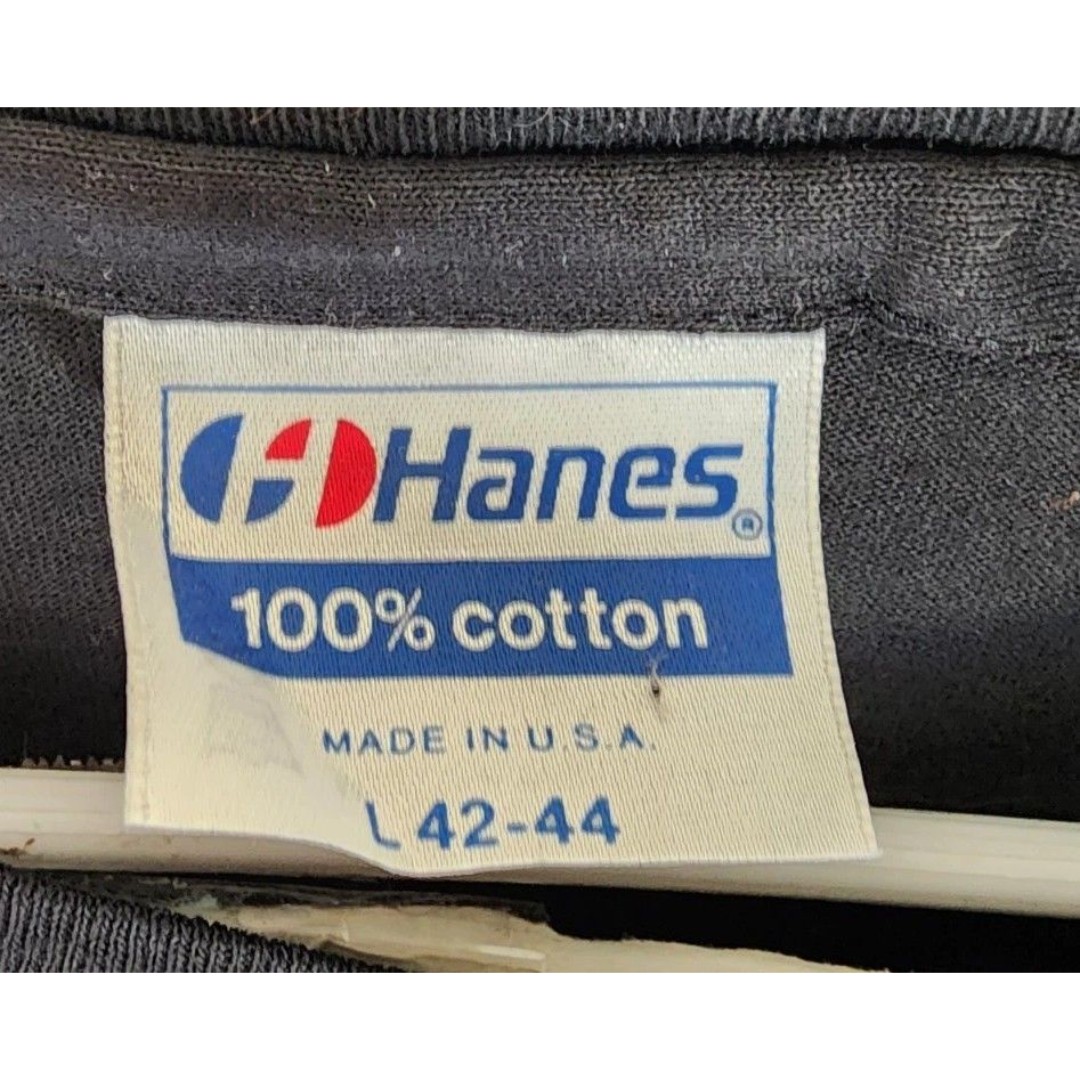 Hanes®
100% cotton
MADE IN U.S.A.
L 42-44